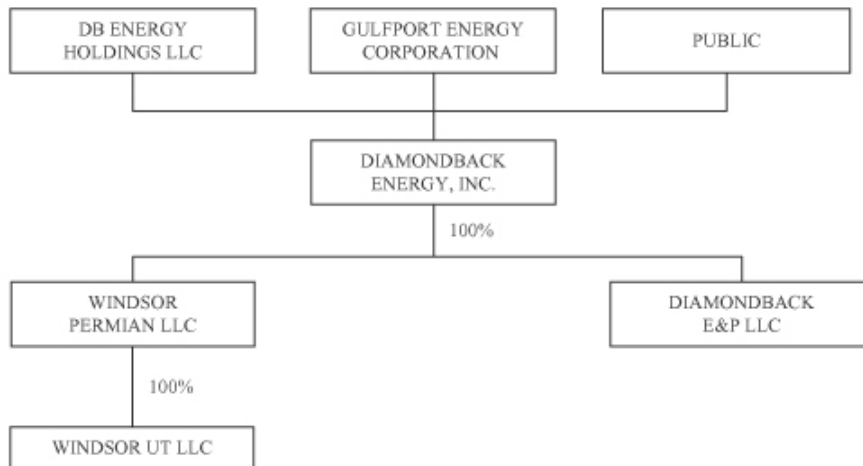 DB ENERGY
HOLDINGS LLC
GULFPORT ENERGY
CORPORATION
PUBLIC
DIAMONDBACK
ENERGY, INC.
100%
WINDSOR
PERMIAN LLC
DIAMONDBACK
E&P LLC
100%
WINDSOR UT LLC